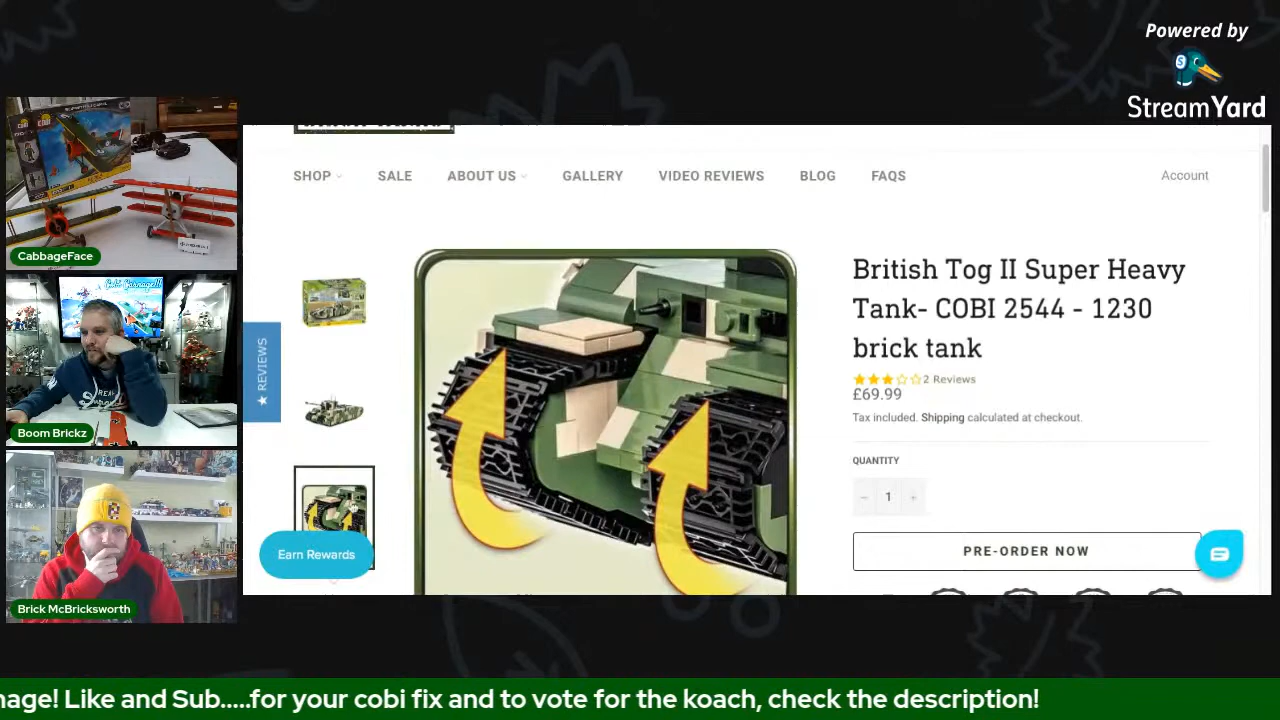 Powered by
StreamYard
SHOP
SALE
ABOUT US
GALLERY
VIDEO REVIEWS
BLOG
FAQS
Account
CabbageFace
Cobi Carnage!!!
Boom Brickz
Brick McBricksworth
★ REVIEWS
Earn Rewards
British Tog II Super Heavy
Tank- COBI 2544 - 1230
brick tank
2 Reviews
£69.99
Tax included. Shipping calculated at checkout.
QUANTITY
− 1 +
PRE-ORDER NOW
nage! Like and Sub.....for your cobi fix and to vote for the koach, check the description!